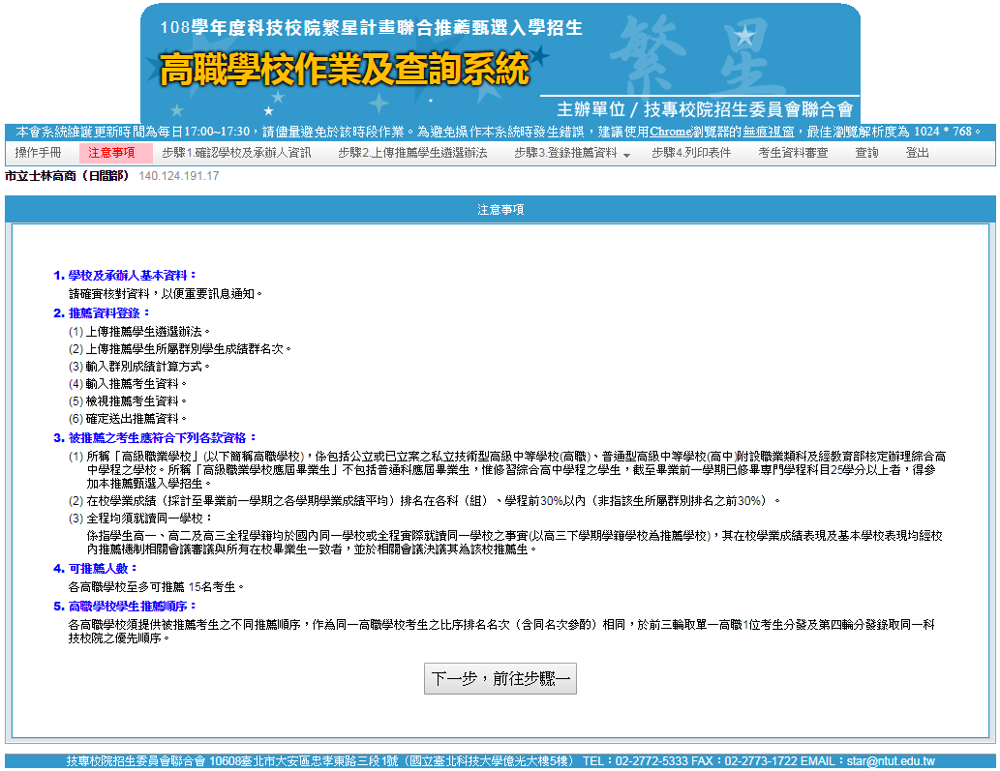 108學年度科技校院繁星計畫聯合推薦甄選入學招生
高職學校作業及查詢系統
繁星
主辦單位 / 技專校院招生委員會聯合會
本會系統維護更新時間為每日17:00~17:30，請儘量避免於該時段作業。為避免操作本系統時發生錯誤，建議使用Chrome瀏覽器的無痕視窗，最佳瀏覽解析度為 1024 * 768。
操作手冊 注意事項 步驟1.確認學校及承辦人資訊 步驟2.上傳推薦學生遴選辦法 步驟3.登錄推薦資料 步驟4.列印表件 考生資料審查 查詢 登出
市立士林高商（日間部） 140.124.191.17
注意事項
1. 學校及承辦人基本資料：
請確實核對資料，以便重要訊息通知。
2. 推薦資料登錄：
(1) 上傳推薦學生遴選辦法。
(2) 上傳推薦學生所屬群別學生成績群名次。
(3) 輸入群別成績計算方式。
(4) 輸入推薦考生資料。
(5) 檢視推薦考生資料。
(6) 確定送出推薦資料。
3. 被推薦之考生應符合下列各款資格：
(1) 所稱「高級職業學校」(以下簡稱高職學校)，係包括公立或已立案之私立技術型高級中等學校(高職)、普通型高級中等學校(高中)附設職業類科及經教育部核定辦理綜合高
中學程之學校。所稱「高級職業學校應屆畢業生」不包括普通科應屆畢業生，惟修習綜合高中學程之學生，截至畢業前一學期已修畢專門學程科目25學分以上者，得參
加本推薦甄選入學招生。
(2) 在校學業成績（採計至畢業前一學期之各學期學業成績平均）排名在各科（組）、學程前30%以內（非指該生所屬群別排名之前30%）。
(3) 全程均須就讀同一學校：
係指學生高一、高二及高三全程學籍均於國內同一學校或全程實際就讀同一學校之事實(以高三下學期學籍學校為推薦學校)，其在校學業成績表現及基本學校表現均經校
內推薦機制相關會議審議與所有在校畢業生一致者，並於相關會議決議其為該校推薦生。
4. 可推薦人數：
各高職學校至多可推薦 15名考生。
5. 高職學校學生推薦順序：
各高職學校須提供被推薦考生之不同推薦順序，作為同一高職學校考生之比序排名名次（含同名次參酌）相同，於前三輪取單一高職1位考生分發及第四輪分發錄取同一科
技校院之優先順序。
下一步，前往步驟一
技專校院招生委員會聯合會 10608臺北市大安區忠孝東路三段1號（國立臺北科技大學億光大樓5樓） TEL：02-2772-5333 FAX：02-2773-1722 EMAIL：star@ntut.edu.tw